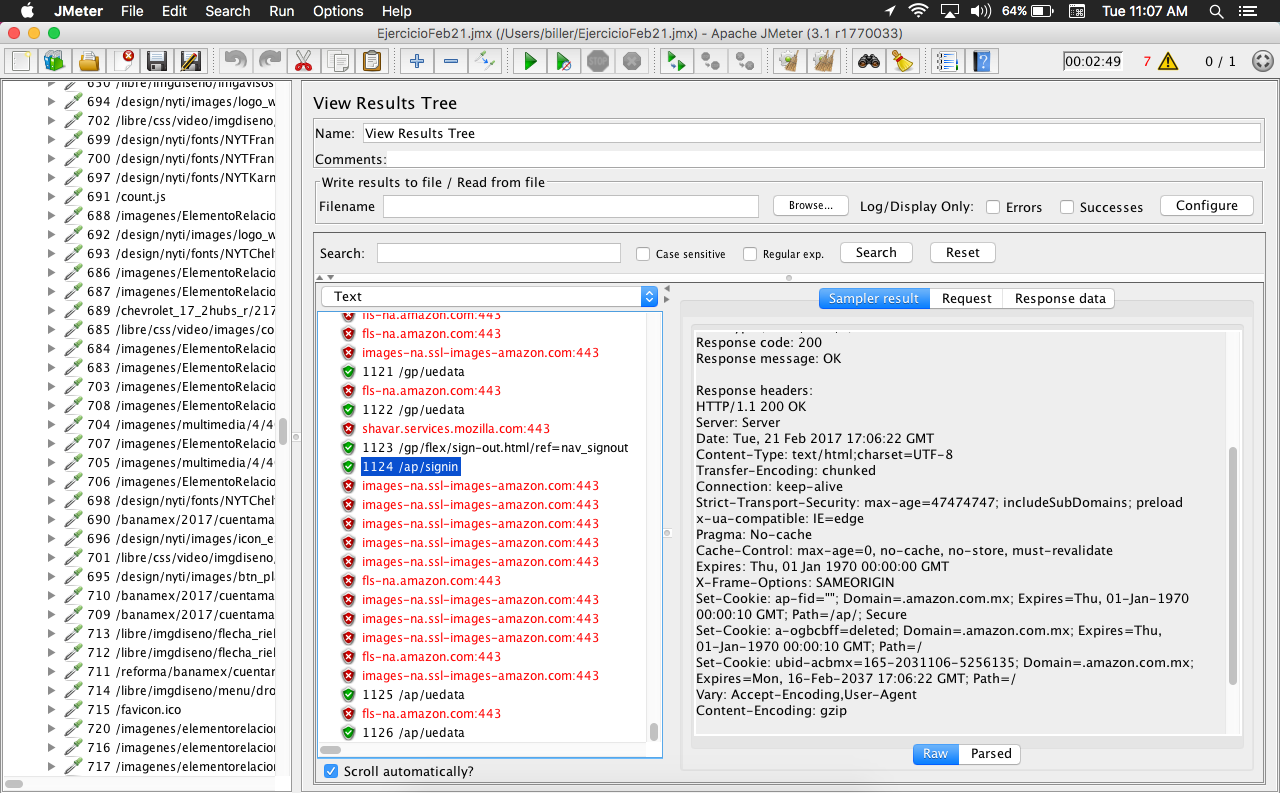 JMeter File Edit Search Run Options Help 64% Tue 11:07 AM
EjercicioFeb21.jmx (/Users/biller/EjercicioFeb21.jmx) - Apache JMeter (3.1 r1770033)
00:02:49 7 0 / 1
690 /libre/imgdiseno/imgavisos
694 /design/nyti/images/logo_w
702 /libre/css/video/imgdiseno,
699 /design/nyti/fonts/NYTFran
700 /design/nyti/fonts/NYTFran
697 /design/nyti/fonts/NYTKarn
691 /count.js
688 /imagenes/ElementoRelacio
692 /design/nyti/images/logo_w
693 /design/nyti/fonts/NYTChel
686 /imagenes/ElementoRelacio
687 /imagenes/ElementoRelacio
689 /chevrolet_17_2hubs_r/217
685 /libre/css/video/images/co
684 /imagenes/ElementoRelacio
683 /imagenes/ElementoRelacio
703 /imagenes/ElementoRelacio
708 /imagenes/ElementoRelacio
704 /imagenes/multimedia/4/4
707 /imagenes/ElementoRelacio
705 /imagenes/multimedia/4/4
706 /imagenes/ElementoRelacio
698 /design/nyti/fonts/NYTChel
690 /banamex/2017/cuentama
696 /design/nyti/images/icon_e
701 /libre/css/video/imgdiseno,
695 /design/nyti/images/btn_pl
710 /banamex/2017/cuentama
709 /banamex/2017/cuentama
713 /libre/imgdiseno/flecha_riel
712 /libre/imgdiseno/flecha_riel
711 /reforma/banamex/cuentar
714 /libre/imgdiseno/menu/dro
715 /favicon.ico
720 /imagenes/elementorelacion
716 /imagenes/elementorelacion
717 /imagenes/elementorelacion
View Results Tree
Name: View Results Tree
Comments:
Write results to file / Read from file
Filename Browse... Log/Display Only: Errors Successes Configure
Search: Case sensitive Regular exp. Search Reset
Text
fls-na.amazon.com:443
fls-na.amazon.com:443
images-na.ssl-images-amazon.com:443
1121 /gp/uedata
fls-na.amazon.com:443
1122 /gp/uedata
shavar.services.mozilla.com:443
1123 /gp/flex/sign-out.html/ref=nav_signout
1124 /ap/signin
images-na.ssl-images-amazon.com:443
images-na.ssl-images-amazon.com:443
images-na.ssl-images-amazon.com:443
images-na.ssl-images-amazon.com:443
images-na.ssl-images-amazon.com:443
fls-na.amazon.com:443
images-na.ssl-images-amazon.com:443
images-na.ssl-images-amazon.com:443
images-na.ssl-images-amazon.com:443
fls-na.amazon.com:443
images-na.ssl-images-amazon.com:443
1125 /ap/uedata
fls-na.amazon.com:443
1126 /ap/uedata
Scroll automatically?
Sampler result Request Response data
Response code: 200
Response message: OK
Response headers:
HTTP/1.1 200 OK
Server: Server
Date: Tue, 21 Feb 2017 17:06:22 GMT
Content-Type: text/html;charset=UTF-8
Transfer-Encoding: chunked
Connection: keep-alive
Strict-Transport-Security: max-age=47474747; includeSubDomains; preload
x-ua-compatible: IE=edge
Pragma: No-cache
Cache-Control: max-age=0, no-cache, no-store, must-revalidate
Expires: Thu, 01 Jan 1970 00:00:00 GMT
X-Frame-Options: SAMEORIGIN
Set-Cookie: ap-fid=""; Domain=.amazon.com.mx; Expires=Thu, 01-Jan-1970
00:00:10 GMT; Path=/ap/; Secure
Set-Cookie: a-ogbcbff=deleted; Domain=.amazon.com.mx; Expires=Thu,
01-Jan-1970 00:00:10 GMT; Path=/
Set-Cookie: ubid-acbmx=165-2031106-5256135; Domain=.amazon.com.mx;
Expires=Mon, 16-Feb-2037 17:06:22 GMT; Path=/
Vary: Accept-Encoding,User-Agent
Content-Encoding: gzip
Raw Parsed